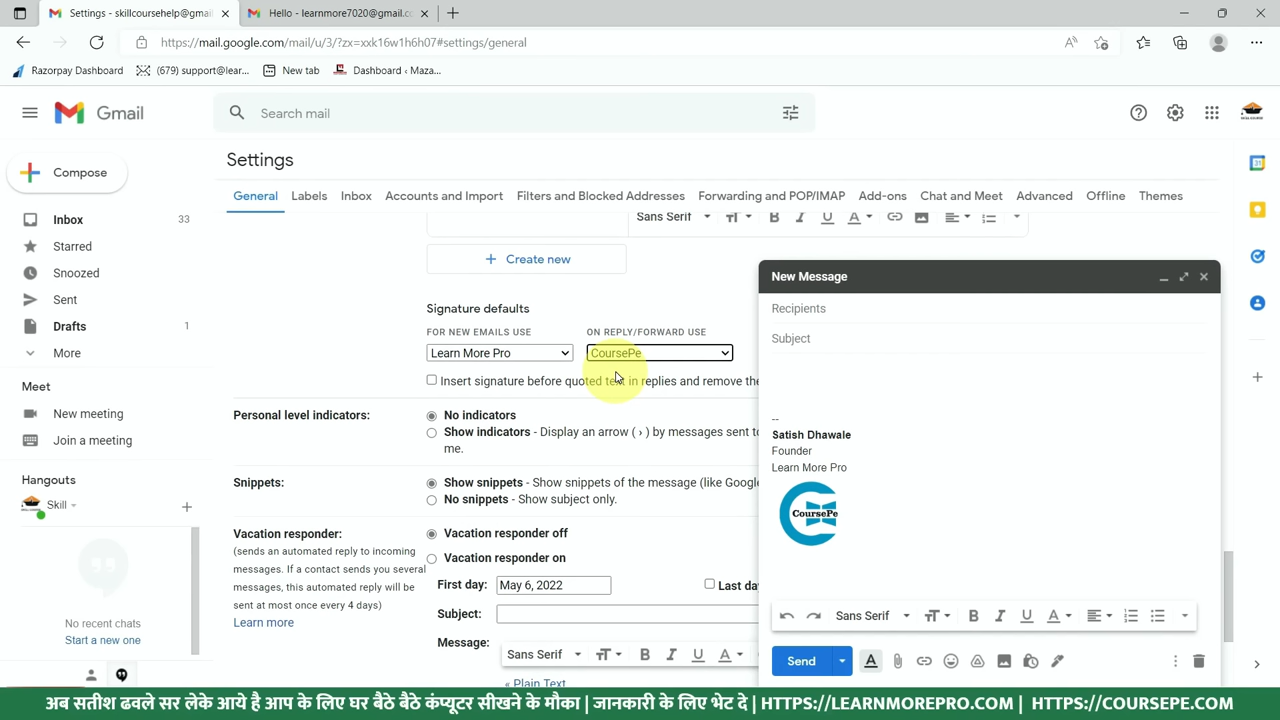 Settings - skillcoursehelp@gmai
Hello - learnmore7020@gmail.c
https://mail.google.com/mail/u/3/?zx=xxk16w1h6h07#settings/general
Razorpay Dashboard
(679) support@lear...
New tab
Dashboard ‹ Maza...
Gmail
Search mail
Compose
Settings
General Labels Inbox Accounts and Import Filters and Blocked Addresses Forwarding and POP/IMAP Add-ons Chat and Meet Advanced Offline Themes
Inbox 33
Starred
Snoozed
Sent
Drafts 1
More
Meet
New meeting
Join a meeting
Hangouts
Skill
No recent chats
Start a new one
Sans Serif
+ Create new
Signature defaults
FOR NEW EMAILS USE
ON REPLY/FORWARD USE
Learn More Pro
CoursePe
Insert signature before quoted text in replies and remove the
Personal level indicators:
No indicators
Show indicators - Display an arrow ( › ) by messages sent to
me.
Snippets:
Show snippets - Show snippets of the message (like Google
No snippets - Show subject only.
Vacation responder:
(sends an automated reply to incoming
messages. If a contact sends you several
messages, this automated reply will be
sent at most once every 4 days)
Learn more
Vacation responder off
Vacation responder on
First day: May 6, 2022
Last da
Subject:
Message:
Sans Serif
« Plain Text
New Message
Recipients
Subject
--
Satish Dhawale
Founder
Learn More Pro
CoursePe
Sans Serif
Send
अब सतीश ढवले सर लेके आये है आप के लिए घर बैठे बैठे कंप्यूटर सीखने के मौका | जानकारी के लिए भेट दे | HTTPS://LEARNMOREPRO.COM | HTTPS://COURSEPE.COM